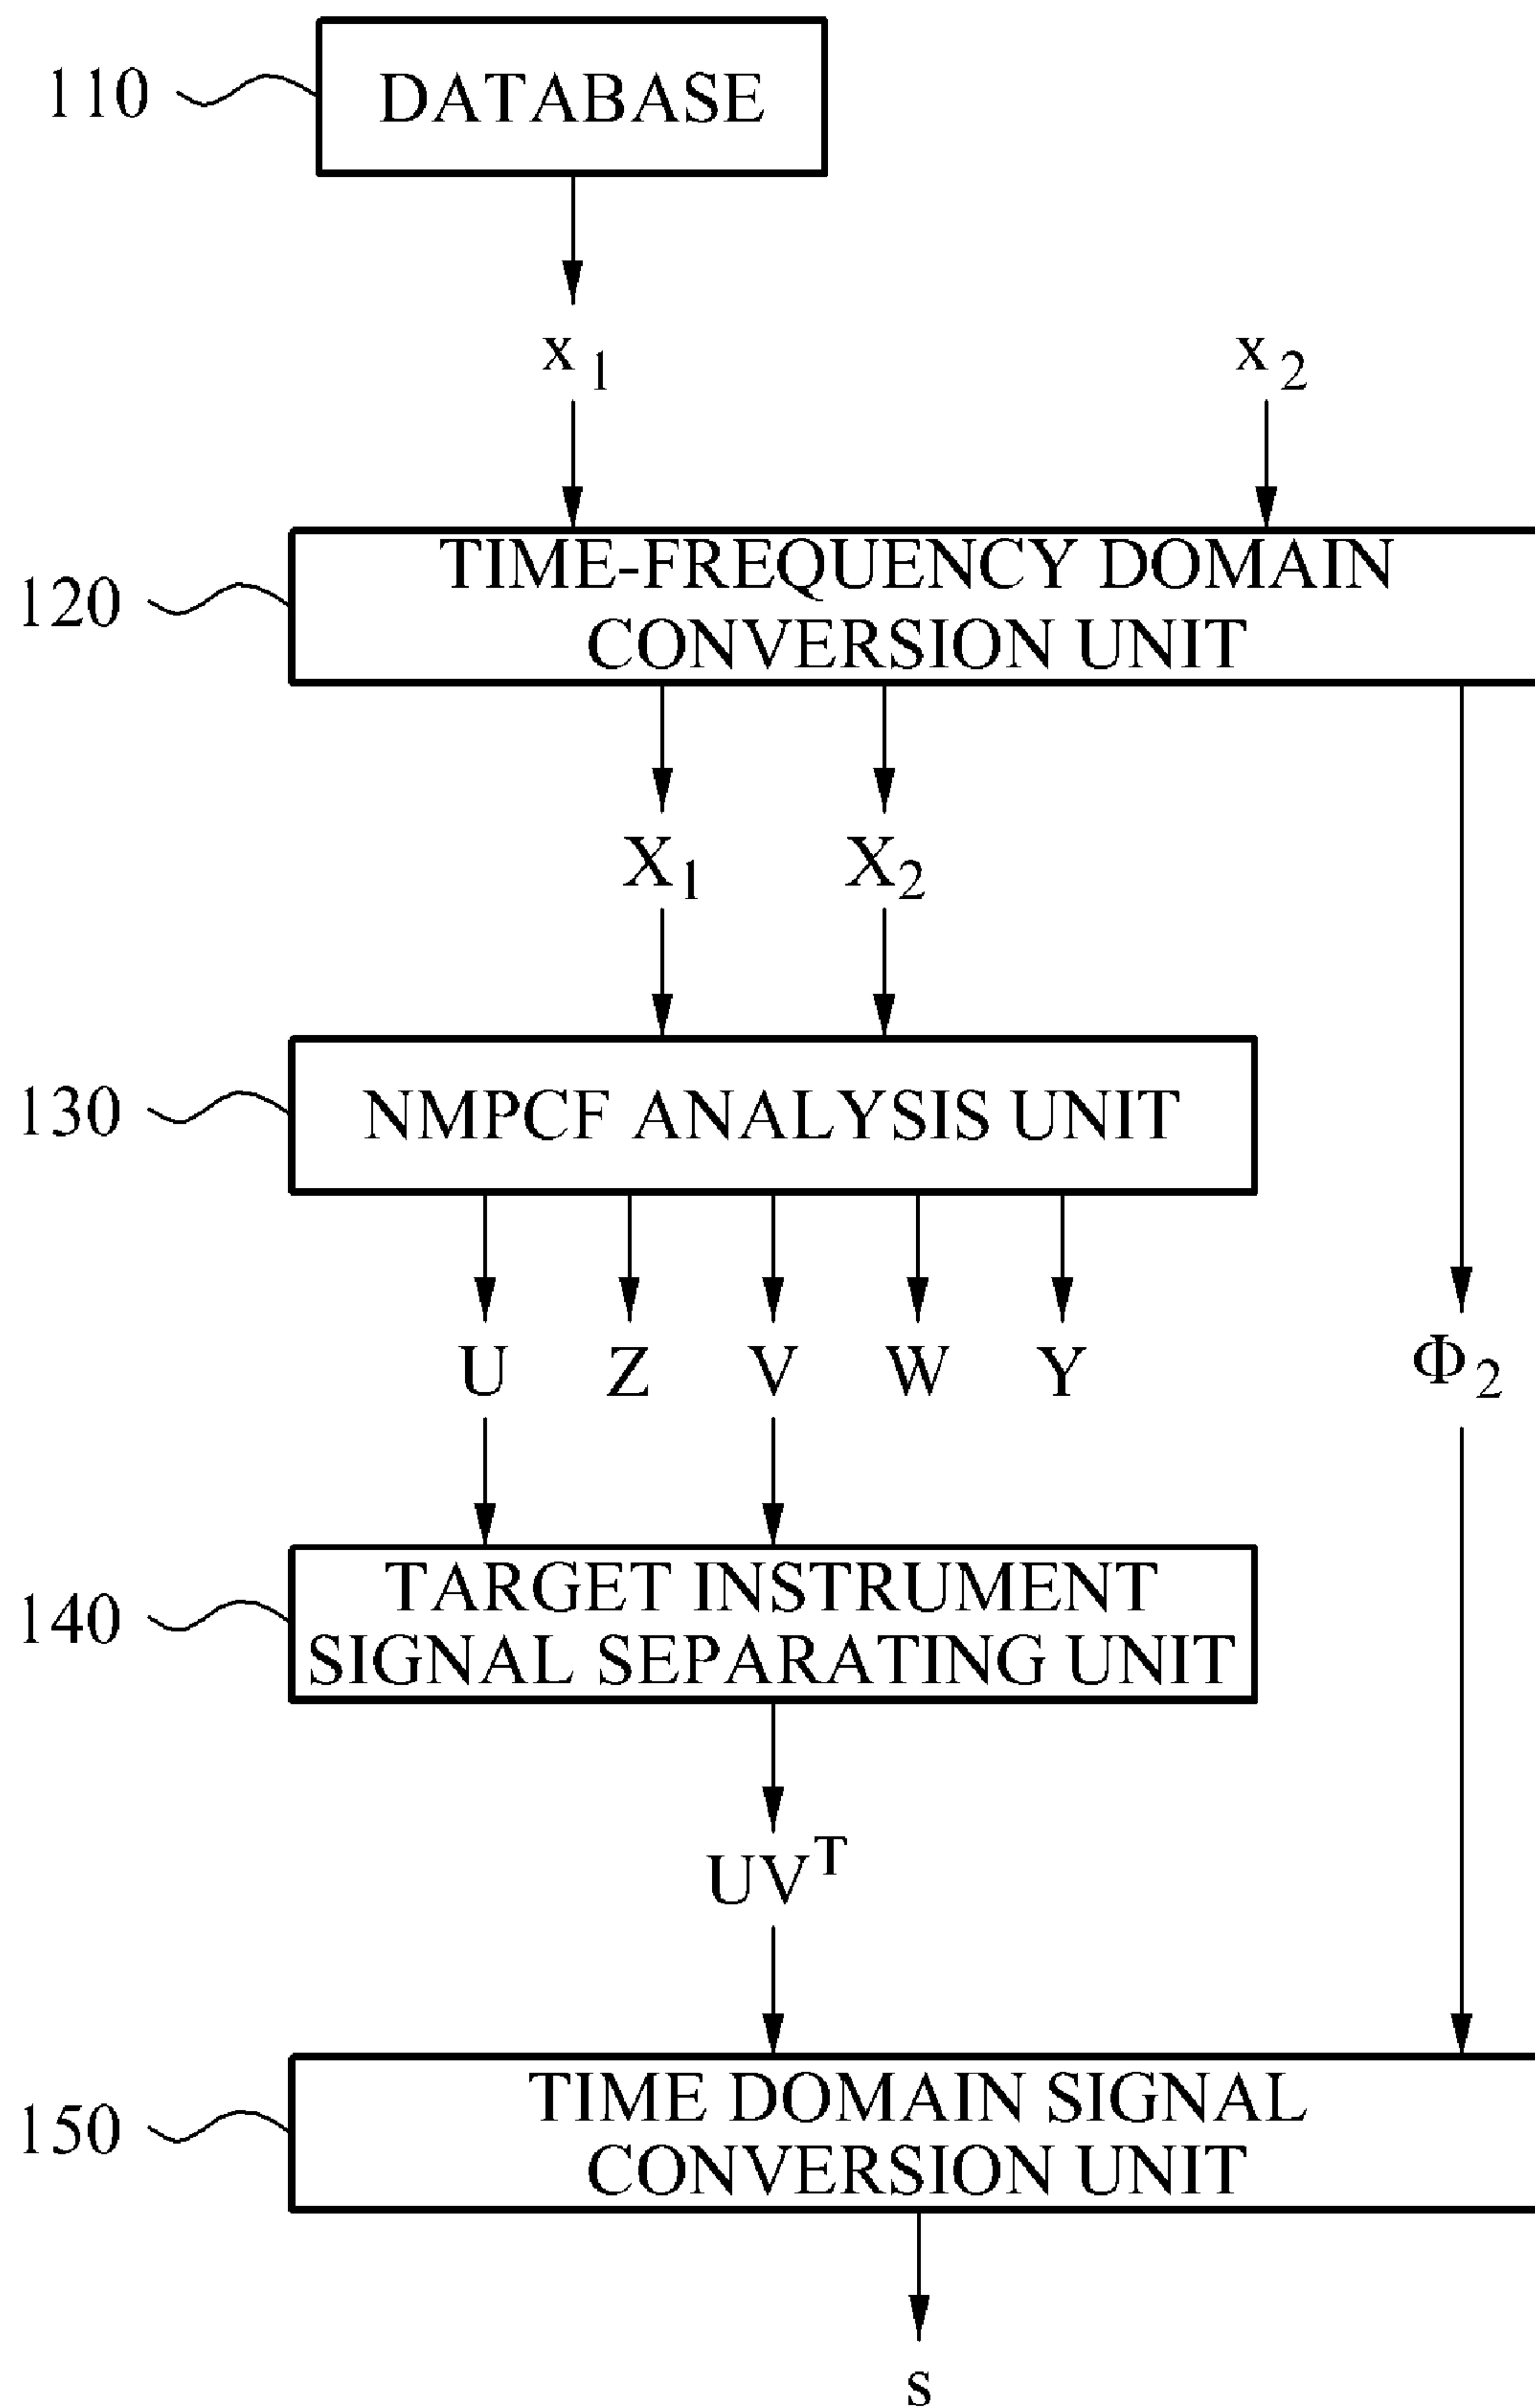 110 DATABASE
x1 x2
120 TIME-FREQUENCY DOMAIN
CONVERSION UNIT
X1 X2
130 NMPCF ANALYSIS UNIT
U Z V W Y Φ2
140 TARGET INSTRUMENT
SIGNAL SEPARATING UNIT
UV^T
150 TIME DOMAIN SIGNAL
CONVERSION UNIT
s